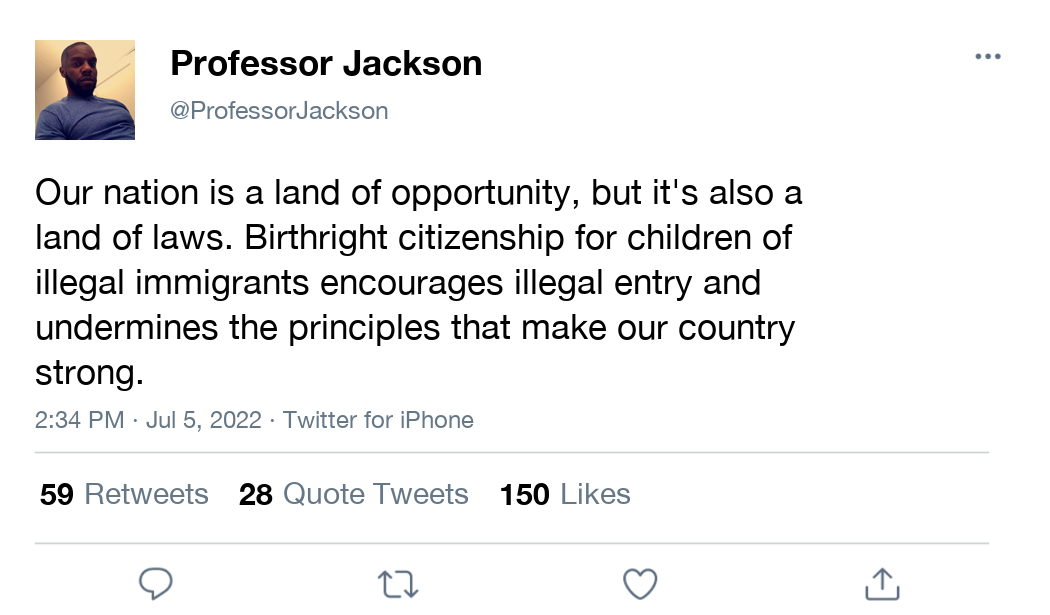 Professor Jackson
@ProfessorJackson
Our nation is a land of opportunity, but it's also a
land of laws. Birthright citizenship for children of
illegal immigrants encourages illegal entry and
undermines the principles that make our country
strong.
2:34 PM · Jul 5, 2022 · Twitter for iPhone
59 Retweets 28 Quote Tweets 150 Likes